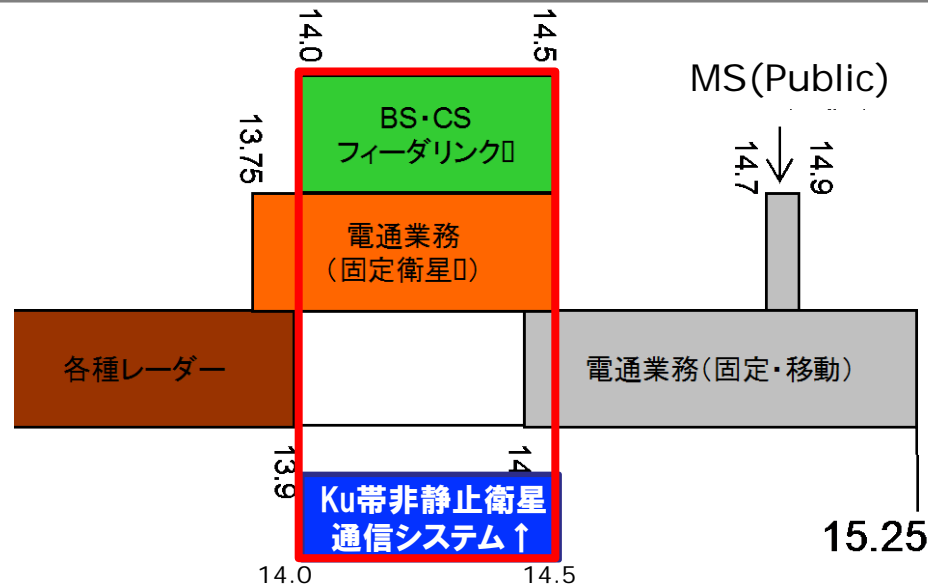 14.0
14.5
MS(Public)
BS・CS
フィーダリンク
13.75
14.7
14.9
電通業務
(固定衛星)
各種レーダー
電通業務(固定・移動)
13.9
14
Ku帯非静止衛星
通信システム↑
15.25
14.0
14.5